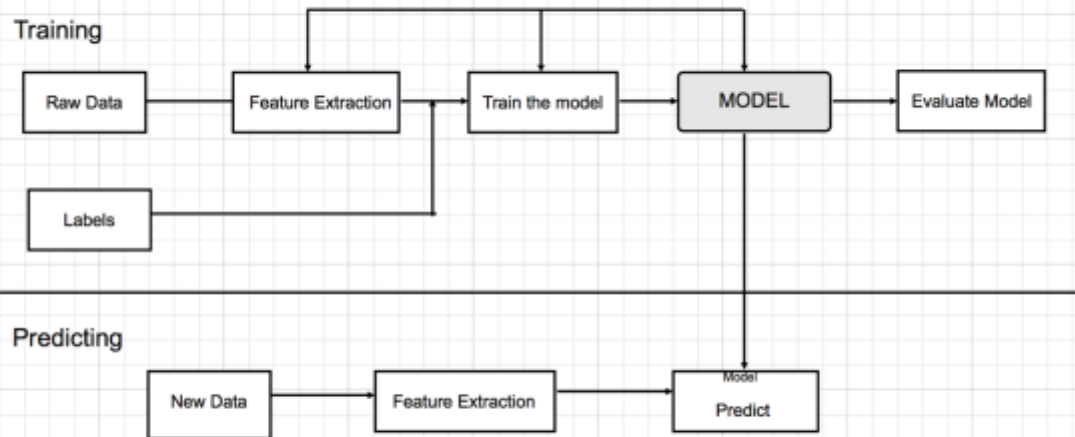 Training
Raw Data
Feature Extraction
Train the model
MODEL
Evaluate Model
Labels
Predicting
New Data
Feature Extraction
Model
Predict